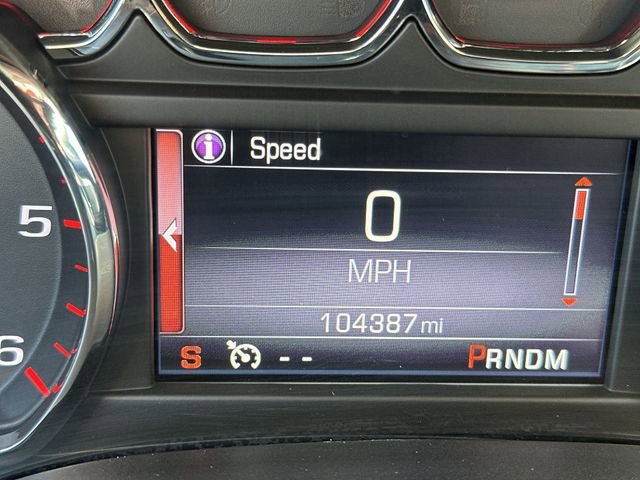 Speed
0
MPH
104387 mi
S -- PRNDM
5
6